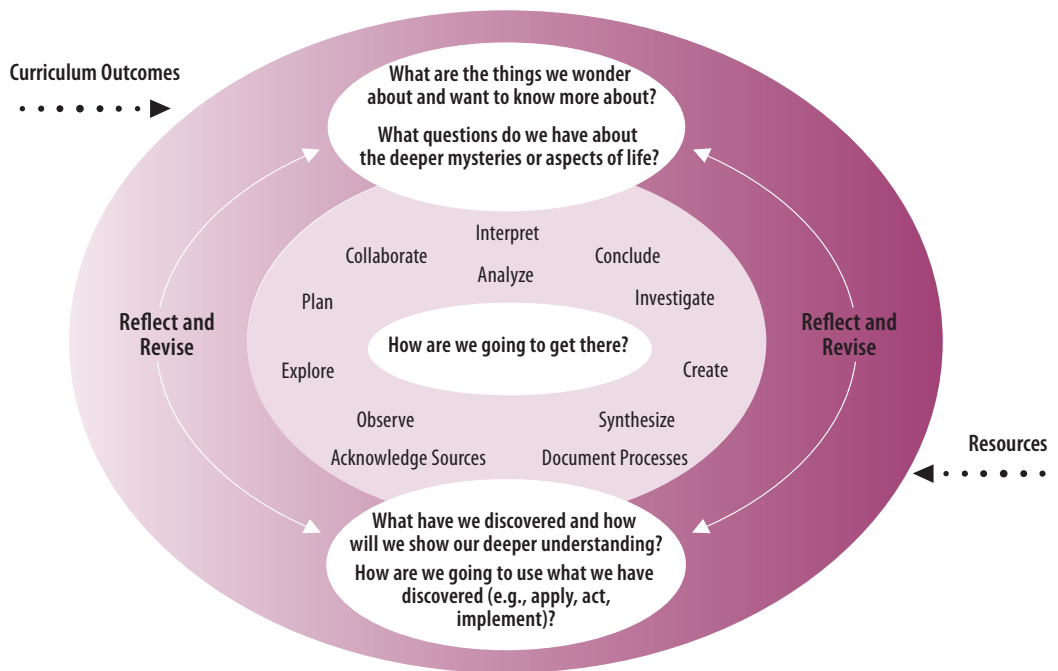 Curriculum Outcomes
What are the things we wonder
about and want to know more about?
What questions do we have about
the deeper mysteries or aspects of life?
Interpret
Collaborate
Conclude
Analyze
Plan
Investigate
Reflect and
Revise
How are we going to get there?
Reflect and
Revise
Explore
Create
Observe
Synthesize
Acknowledge Sources
Document Processes
Resources
What have we discovered and how
will we show our deeper understanding?
How are we going to use what we have
discovered (e.g., apply, act,
implement)?